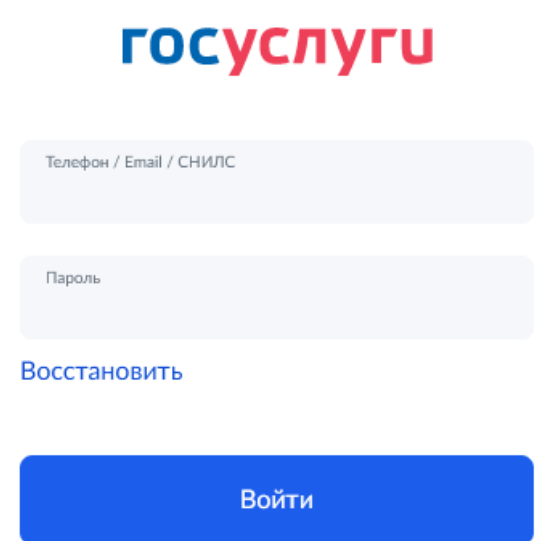 госуслуги
Телефон / Email / СНИЛС
Пароль
Восстановить
Войти